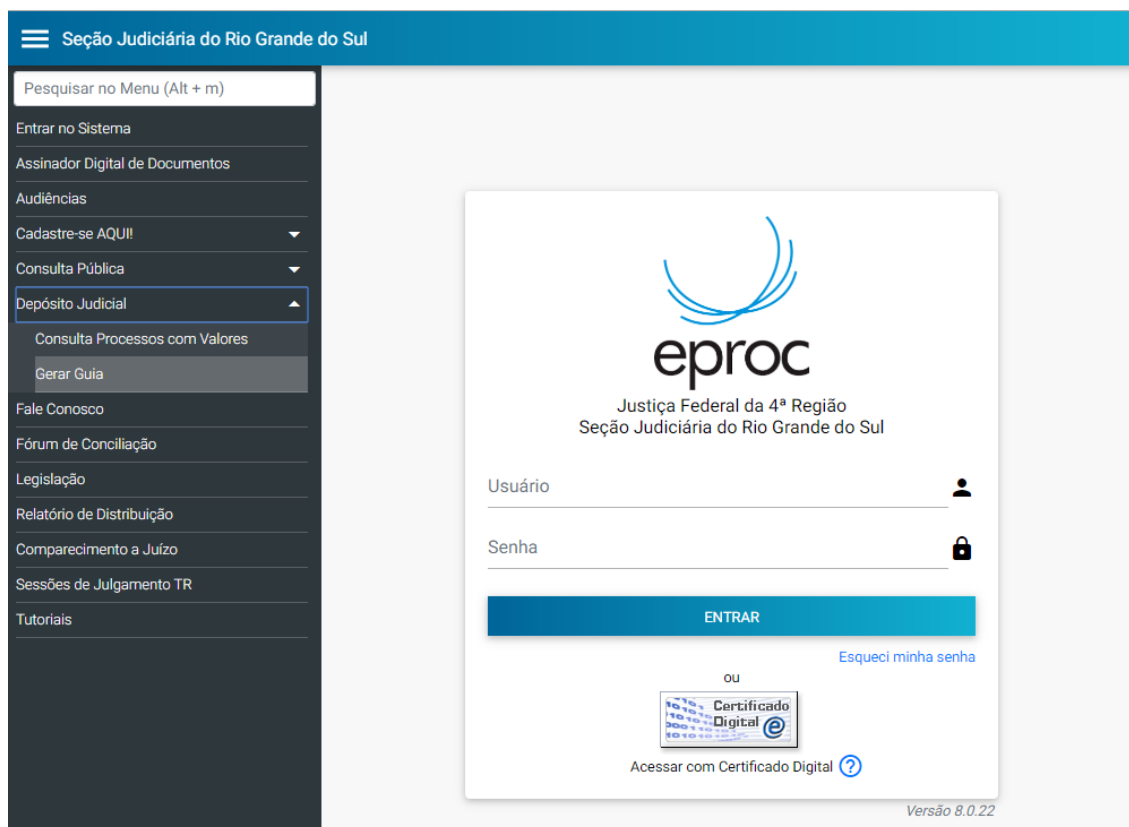 Seção Judiciária do Rio Grande do Sul
Pesquisar no Menu (Alt + m)
Entrar no Sistema
Assinador Digital de Documentos
Audiências
Cadastre-se AQUI!
Consulta Pública
Depósito Judicial
Consulta Processos com Valores
Gerar Guia
Fale Conosco
Fórum de Conciliação
Legislação
Relatório de Distribuição
Comparecimento a Juízo
Sessões de Julgamento TR
Tutoriais
eproc
Justiça Federal da 4ª Região
Seção Judiciária do Rio Grande do Sul
Usuário
Senha
ENTRAR
Esqueci minha senha
ou
Certificado
Digital e
Acessar com Certificado Digital ?
Versão 8.0.22